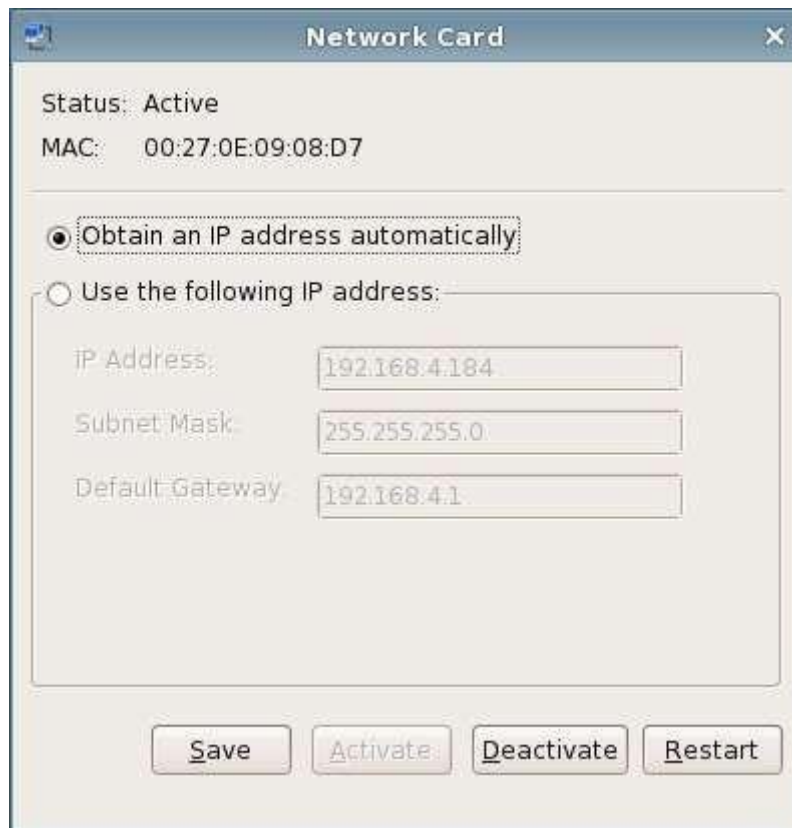 Network Card
Status: Active
MAC: 00:27:0E:09:08:D7
Obtain an IP address automatically
Use the following IP address:
IP Address: 192.168.4.184
Subnet Mask: 255.255.255.0
Default Gateway: 192.168.4.1
Save Activate Deactivate Restart